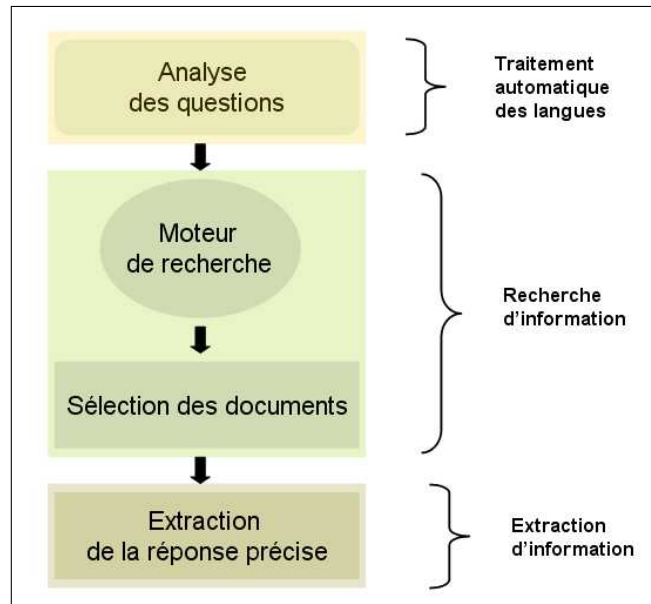 Analyse
des questions
Traitement
automatique
des langues
Moteur
de recherche
Recherche
d'information
Sélection des documents
Extraction
de la réponse précise
Extraction
d'information